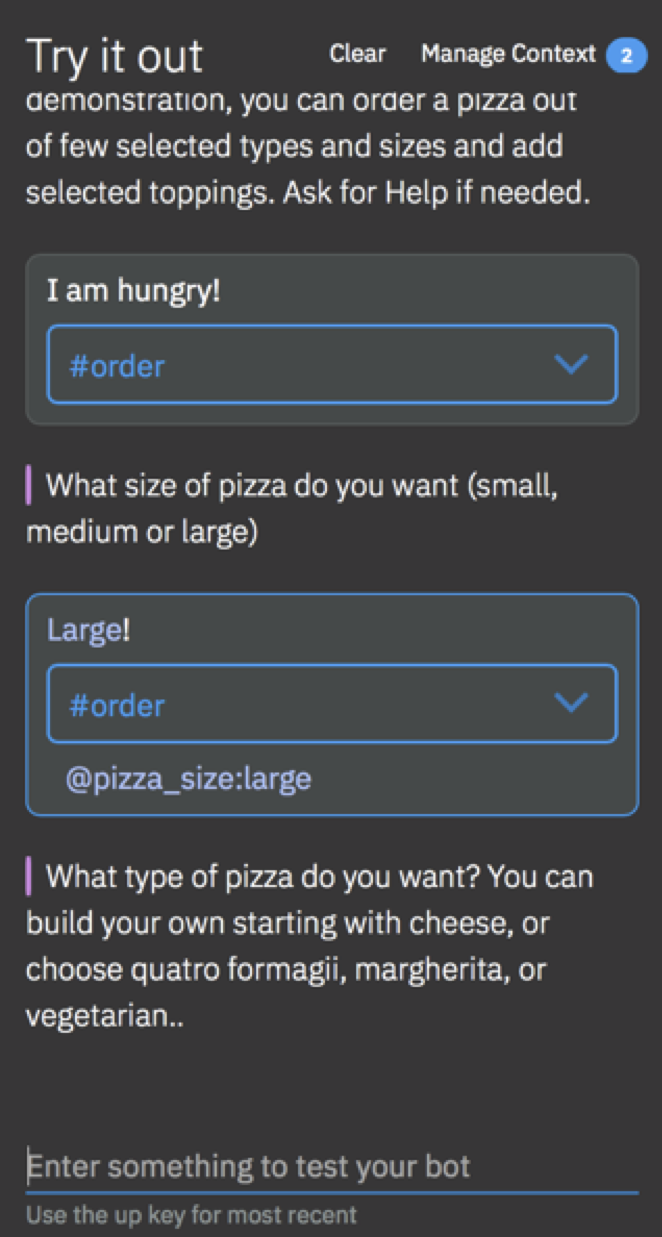 Try it out Clear Manage Context 2
demonstration, you can order a pizza out
of few selected types and sizes and add
selected toppings. Ask for Help if needed.
I am hungry!
#order
What size of pizza do you want (small,
medium or large)
Large!
#order
@pizza_size:large
What type of pizza do you want? You can
build your own starting with cheese, or
choose quatro formagii, margherita, or
vegetarian..
Enter something to test your bot
Use the up key for most recent